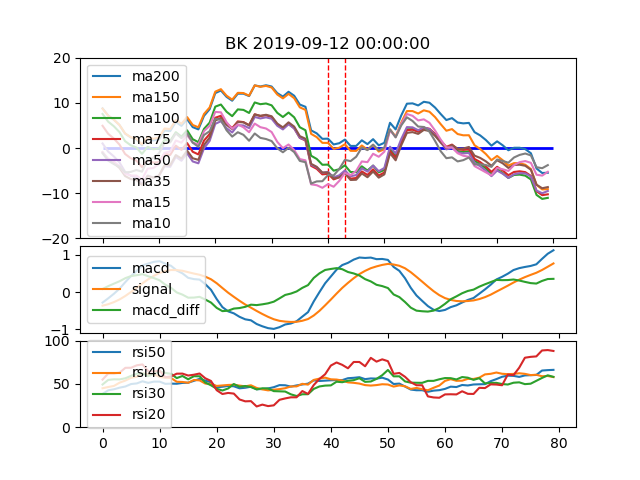 BK 2019-09-12 00:00:00
20
10
0
−10
−20
ma200
ma150
ma100
ma75
ma50
ma35
ma15
ma10
1
0
−1
macd
signal
macd_diff
100
50
0
rsi50
rsi40
rsi30
rsi20
0 10 20 30 40 50 60 70 80